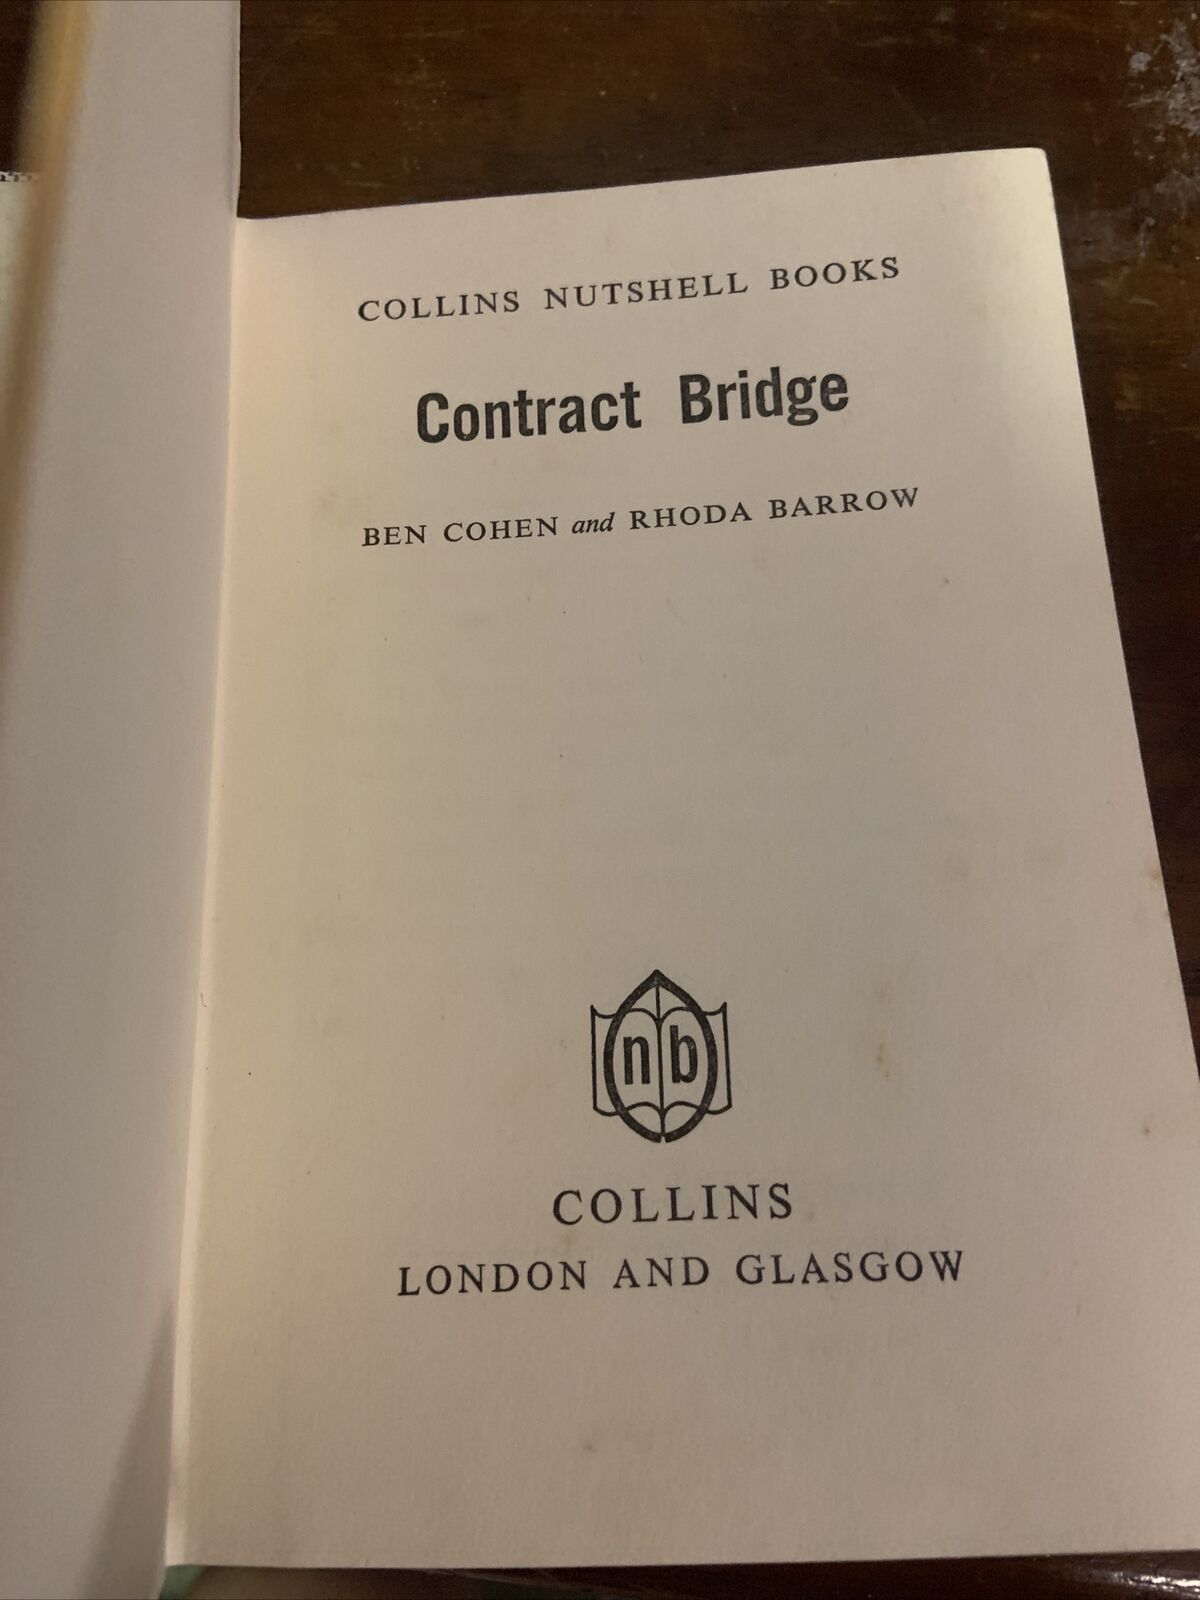 COLLINS NUTSHELL BOOKS
Contract Bridge
BEN COHEN and RHODA BARROW
nb
COLLINS
LONDON AND GLASGOW